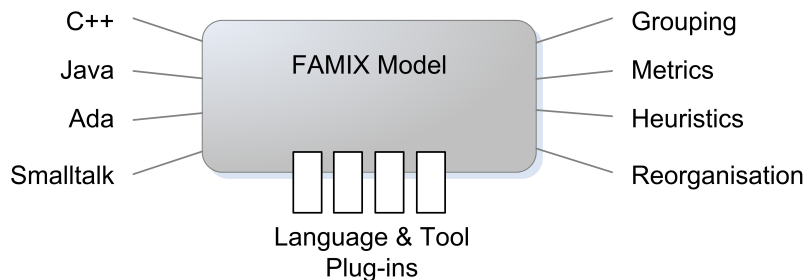 C++
Java
Ada
Smalltalk
FAMIX Model
Grouping
Metrics
Heuristics
Reorganisation
Language & Tool
Plug-ins